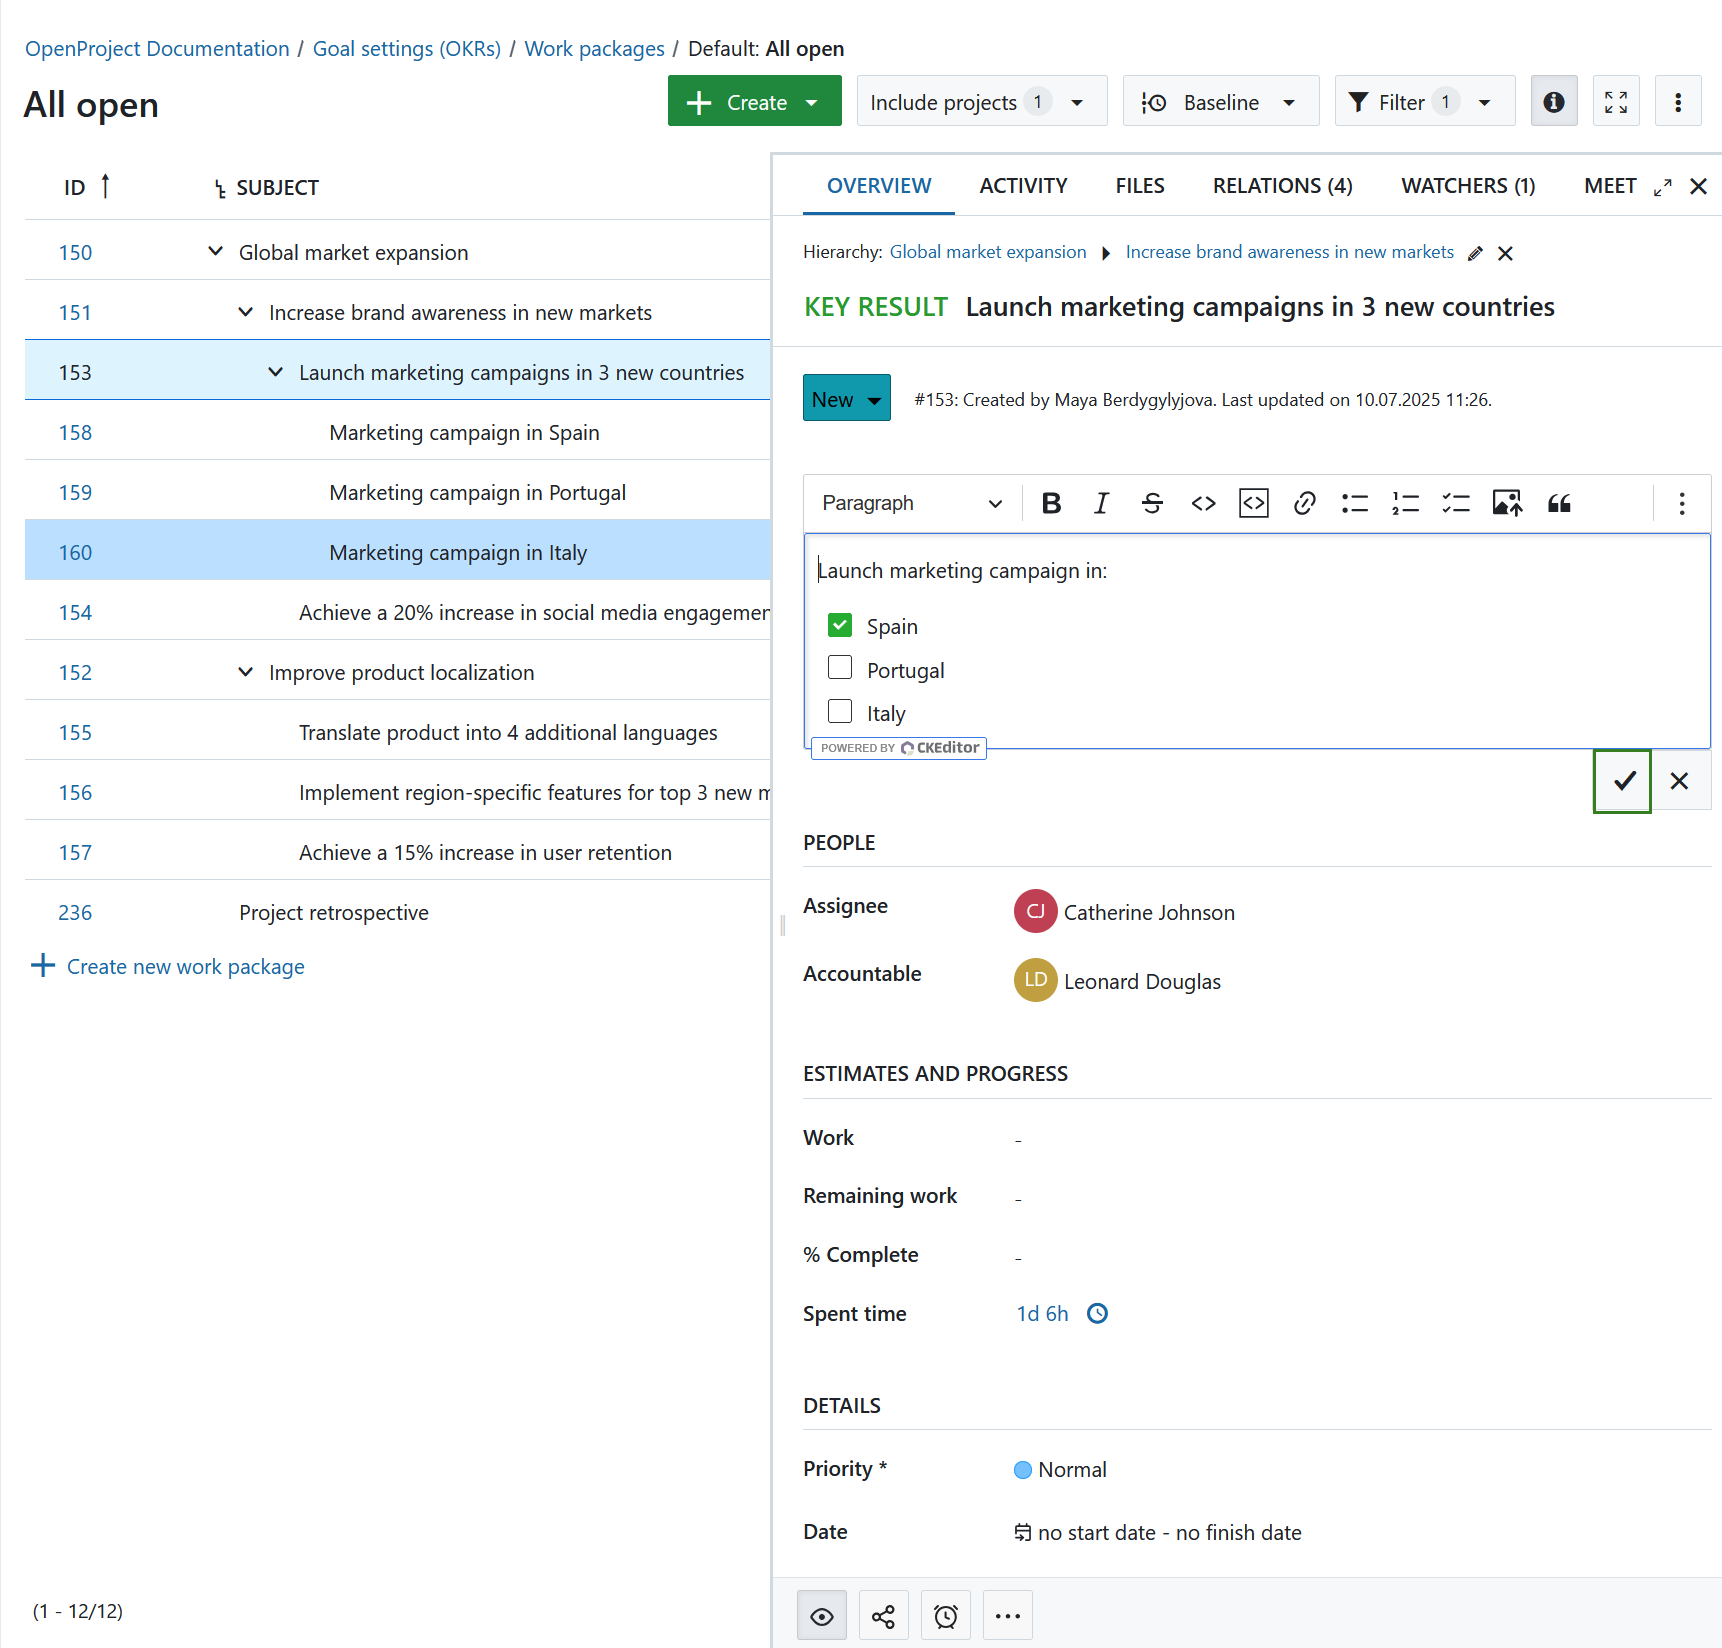 OpenProject Documentation / Goal settings (OKRs) / Work packages / Default: All open
All open
Create
Include projects 1
Baseline
Filter 1
ID
SUBJECT
150 Global market expansion
151 Increase brand awareness in new markets
153 Launch marketing campaigns in 3 new countries
158 Marketing campaign in Spain
159 Marketing campaign in Portugal
160 Marketing campaign in Italy
154 Achieve a 20% increase in social media engagemen
152 Improve product localization
155 Translate product into 4 additional languages
156 Implement region-specific features for top 3 new m
157 Achieve a 15% increase in user retention
236 Project retrospective
Create new work package
(1 - 12/12)
OVERVIEW ACTIVITY FILES RELATIONS (4) WATCHERS (1) MEET
Hierarchy: Global market expansion Increase brand awareness in new markets
KEY RESULT Launch marketing campaigns in 3 new countries
New #153: Created by Maya Berdygylyjova. Last updated on 10.07.2025 11:26.
Paragraph
Launch marketing campaign in:
Spain
Portugal
Italy
POWERED BY CKEditor
PEOPLE
Assignee CJ Catherine Johnson
Accountable LD Leonard Douglas
ESTIMATES AND PROGRESS
Work -
Remaining work -
% Complete -
Spent time 1d 6h
DETAILS
Priority * Normal
Date no start date - no finish date